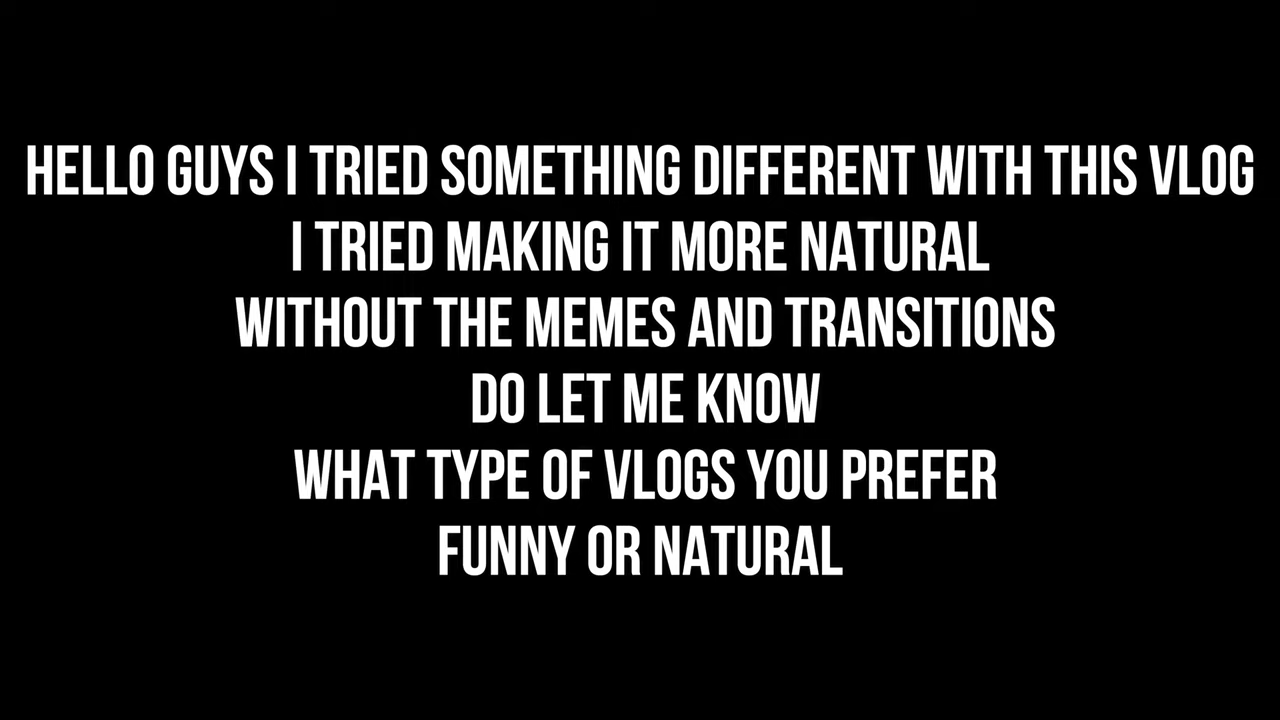 HELLO GUYS I TRIED SOMETHING DIFFERENT WITH THIS VLOG
I TRIED MAKING IT MORE NATURAL
WITHOUT THE MEMES AND TRANSITIONS
DO LET ME KNOW
WHAT TYPE OF VLOGS YOU PREFER
FUNNY OR NATURAL